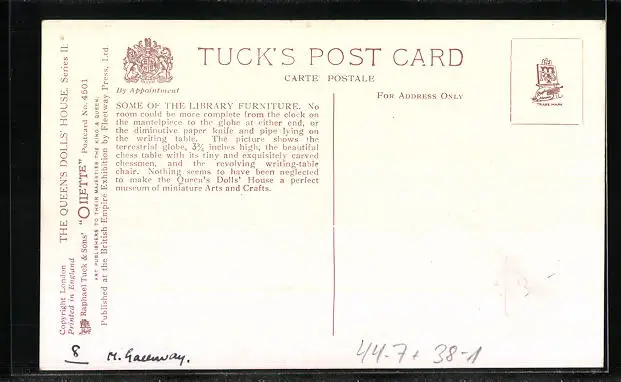 TUCK'S POST CARD
CARTE POSTALE
By Appointment
FOR ADDRESS ONLY
TRADE MARK
SOME OF THE LIBRARY FURNITURE. No
room could be more complete from the clock on
the mantelpiece to the globe at either end, or
the diminutive paper knife and pipe lying on
the writing table. The picture shows the
terrestrial globe, 3¾ inches high, the beautiful
chess table with its tiny and exquisitely carved
chessmen, and the revolving writing-table
chair. Nothing seems to have been neglected
to make the Queen's Dolls' House a perfect
museum of miniature Arts and Crafts.
Copyright London THE QUEEN'S DOLLS' HOUSE. Series II.
Printed in England
Raphael Tuck & Sons' "OILETTE" Postcard No. 4501
ART PUBLISHERS TO THEIR MAJESTIES THE KING & QUEEN.
Published at the British Empire Exhibition by Fleetway Press, Ltd.
8 M. Greenway.
44-7+ 38-1